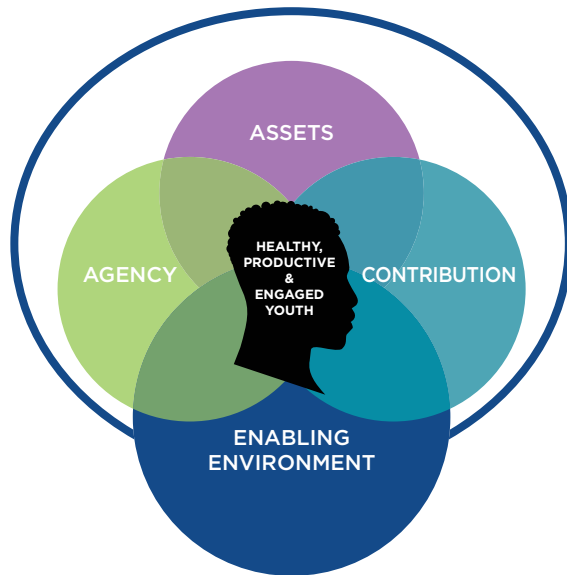 ASSETS
AGENCY
HEALTHY,
PRODUCTIVE
&
ENGAGED
YOUTH
CONTRIBUTION
ENABLING
ENVIRONMENT